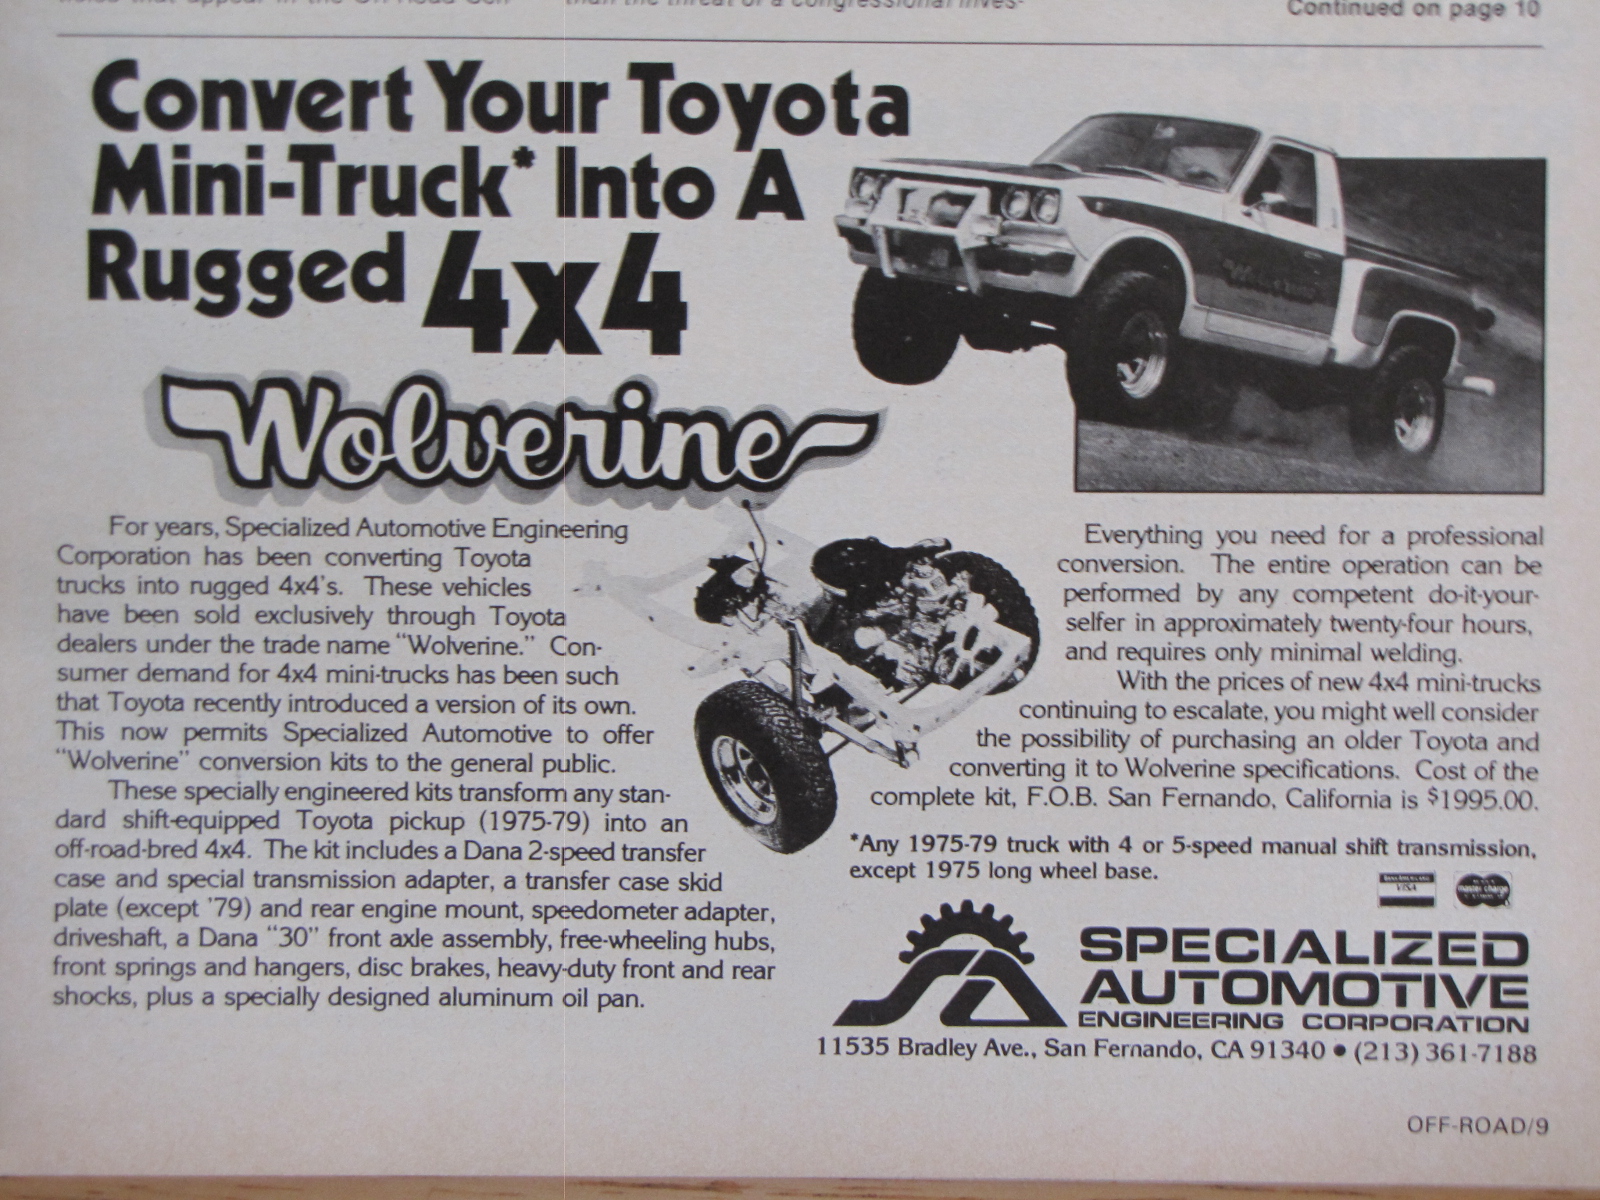 Continued on page 10
Convert Your Toyota
Mini-Truck* Into A
Rugged 4x4
Wolverine
For years, Specialized Automotive Engineering
Corporation has been converting Toyota
trucks into rugged 4x4's. These vehicles
have been sold exclusively through Toyota
dealers under the trade name "Wolverine." Con-
sumer demand for 4x4 mini-trucks has been such
that Toyota recently introduced a version of its own.
This now permits Specialized Automotive to offer
"Wolverine" conversion kits to the general public.
These specially engineered kits transform any stan-
dard shift-equipped Toyota pickup (1975-79) into an
off-road-bred 4x4. The kit includes a Dana 2-speed transfer
case and special transmission adapter, a transfer case skid
plate (except '79) and rear engine mount, speedometer adapter,
driveshaft, a Dana "30" front axle assembly, free-wheeling hubs,
front springs and hangers, disc brakes, heavy-duty front and rear
shocks, plus a specially designed aluminum oil pan.
Everything you need for a professional
conversion. The entire operation can be
performed by any competent do-it-your-
selfer in approximately twenty-four hours,
and requires only minimal welding.
With the prices of new 4x4 mini-trucks
continuing to escalate, you might well consider
the possibility of purchasing an older Toyota and
converting it to Wolverine specifications. Cost of the
complete kit, F.O.B. San Fernando, California is $1995.00.
*Any 1975-79 truck with 4 or 5-speed manual shift transmission,
except 1975 long wheel base.
VISA
master charge
SPECIALIZED
AUTOMOTIVE
ENGINEERING CORPORATION
11535 Bradley Ave., San Fernando, CA 91340 • (213) 361-7188
OFF-ROAD/9